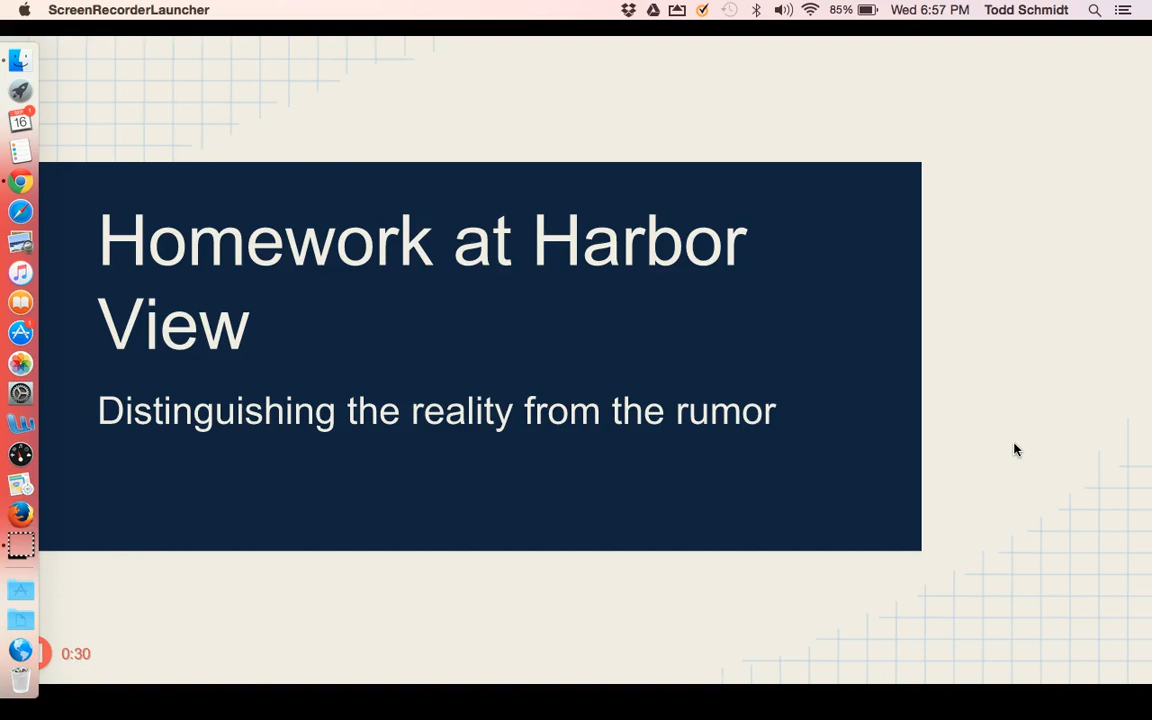 ScreenRecorderLauncher
85%
Wed 6:57 PM
Todd Schmidt
16
Homework at Harbor
View
Distinguishing the reality from the rumor
0:30